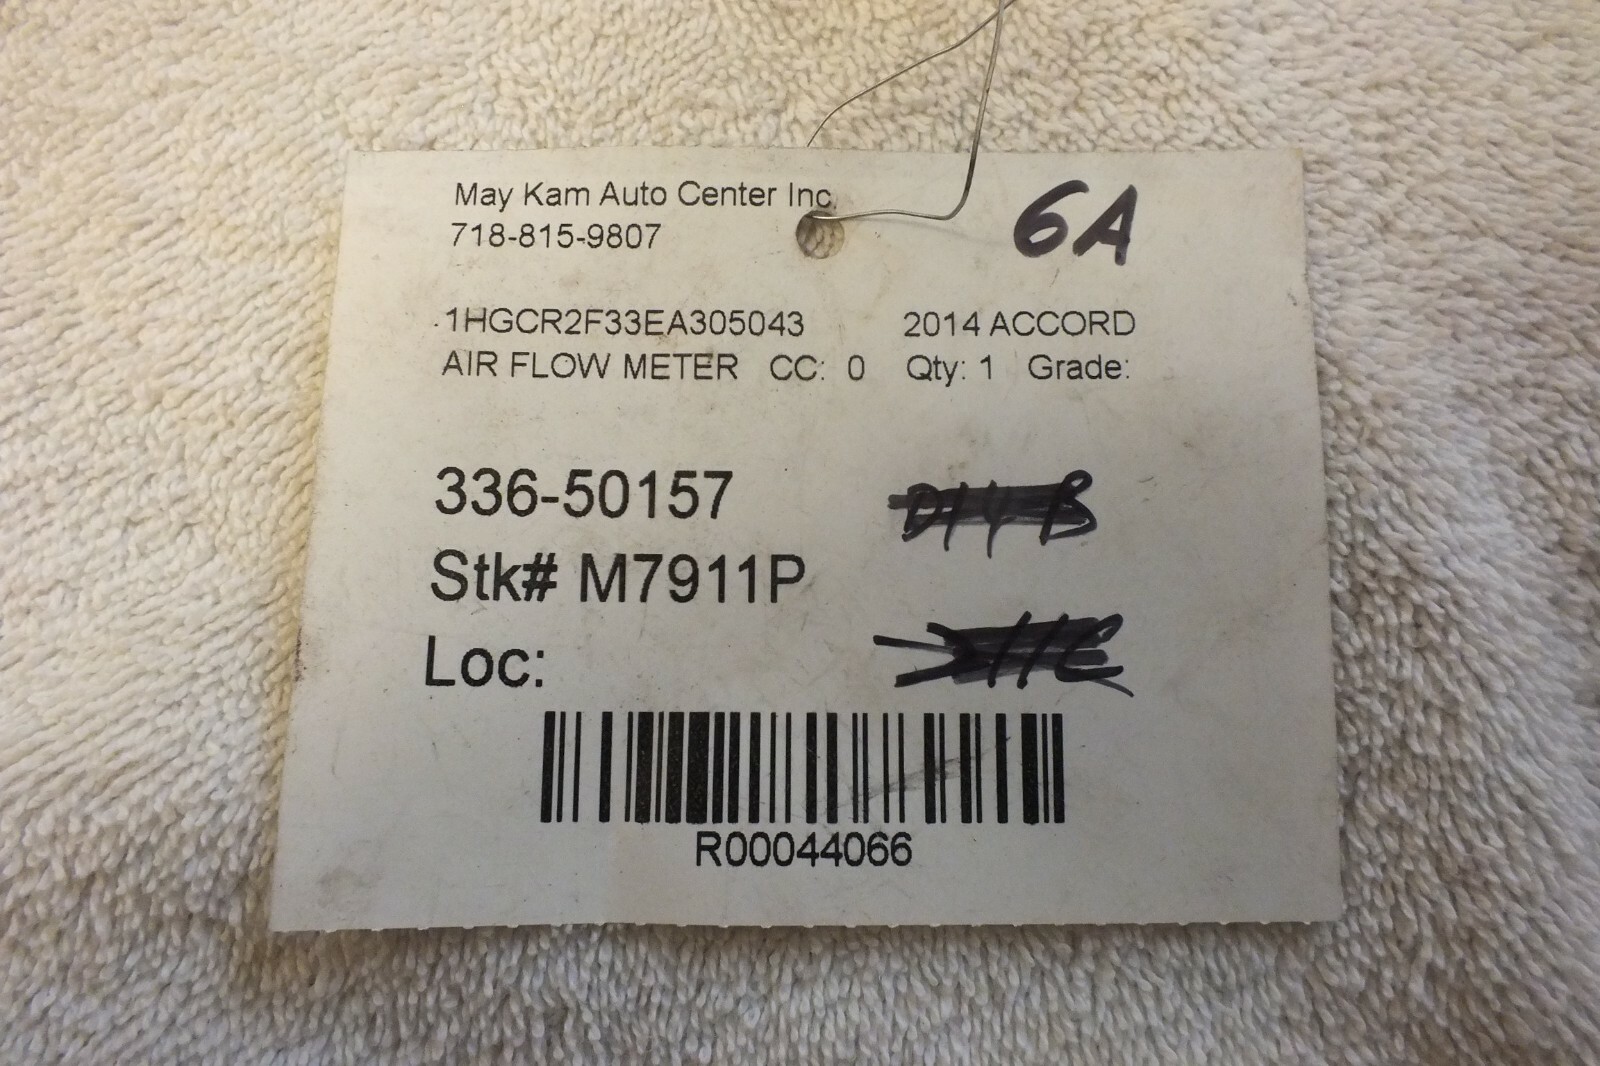 May Kam Auto Center Inc.
718-815-9807
6A
1HGCR2F33EA305043 2014 ACCORD
AIR FLOW METER CC: 0 Qty: 1 Grade:
336-50157
D14 B
Stk# M7911P
Loc:
R00044066